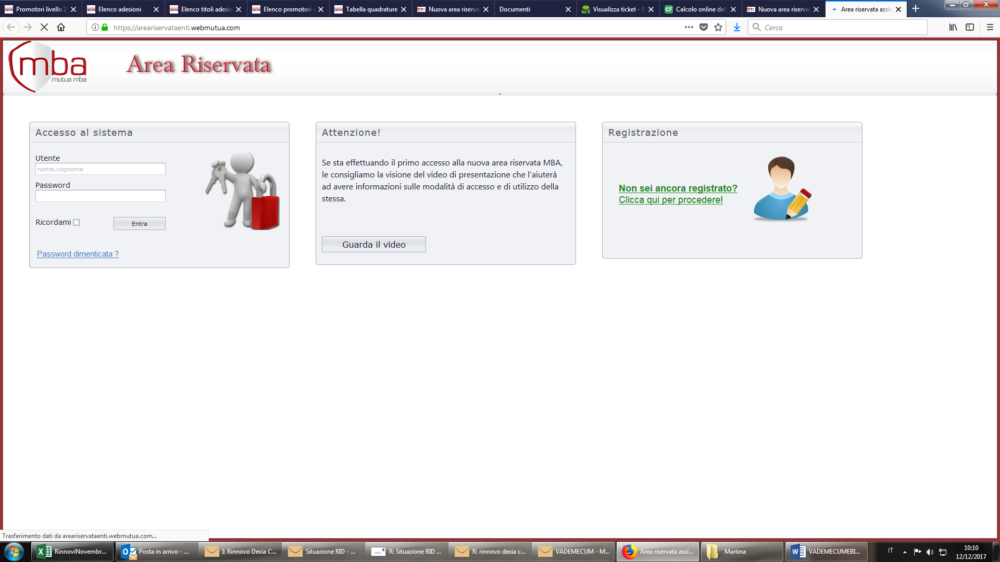 Promotori livello 2
Elenco adesioni
Elenco titoli adesio
Elenco promotori
Tabella quadrature
Nuova area riserva
Documenti
Visualizza ticket - S
CF
Calcolo online del
Nuova area riserva
Area riservata assis
https://areariservataenti.webmutua.com
Cerca
mba
mutua mba
Area Riservata
Accesso al sistema
Utente
nome.cognome
Password
Ricordami
Entra
Password dimenticata ?
Attenzione!
Se sta effettuando il primo accesso alla nuova area riservata MBA,
le consigliamo la visione del video di presentazione che l'aiuterà
ad avere informazioni sulle modalità di accesso e di utilizzo della
stessa.
Guarda il video
Registrazione
Non sei ancora registrato?
Clicca qui per procedere!
Trasferimento dati da areariservataenti.webmutua.com...
RinnoviNovembr...
Posta in arrivo - ...
I: Rinnovo Dexia C...
Situazione RID - ...
R: Situazione RID ...
R: rinnovo dexia c...
VADEMECUM - M...
Area riservata assi...
Martina
VADEMECUMEBI...
IT
10:10
12/12/2017